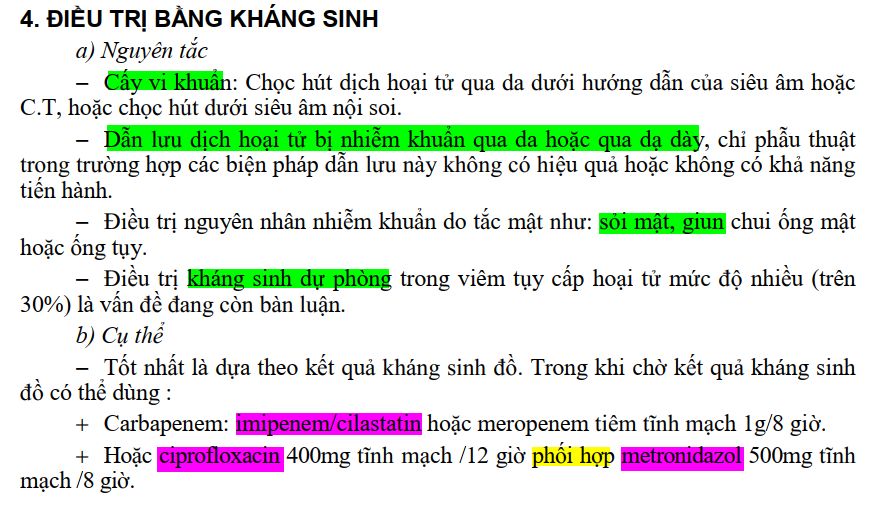 4. ĐIỀU TRỊ BẰNG KHÁNG SINH
a) Nguyên tắc
– Cấy vi khuẩn: Chọc hút dịch hoại tử qua da dưới hướng dẫn của siêu âm hoặc
C.T, hoặc chọc hút dưới siêu âm nội soi.
– Dẫn lưu dịch hoại tử bị nhiễm khuẩn qua da hoặc qua dạ dày, chỉ phẫu thuật
trong trường hợp các biện pháp dẫn lưu này không có hiệu quả hoặc không có khả năng
tiến hành.
– Điều trị nguyên nhân nhiễm khuẩn do tắc mật như: sỏi mật, giun chui ống mật
hoặc ống tụy.
– Điều trị kháng sinh dự phòng trong viêm tụy cấp hoại tử mức độ nhiều (trên
30%) là vấn đề đang còn bàn luận.
b) Cụ thể
– Tốt nhất là dựa theo kết quả kháng sinh đồ. Trong khi chờ kết quả kháng sinh
đồ có thể dùng :
+ Carbapenem: imipenem/cilastatin hoặc meropenem tiêm tĩnh mạch 1g/8 giờ.
+ Hoặc ciprofloxacin 400mg tĩnh mạch /12 giờ phối hợp metronidazol 500mg tĩnh
mạch /8 giờ.